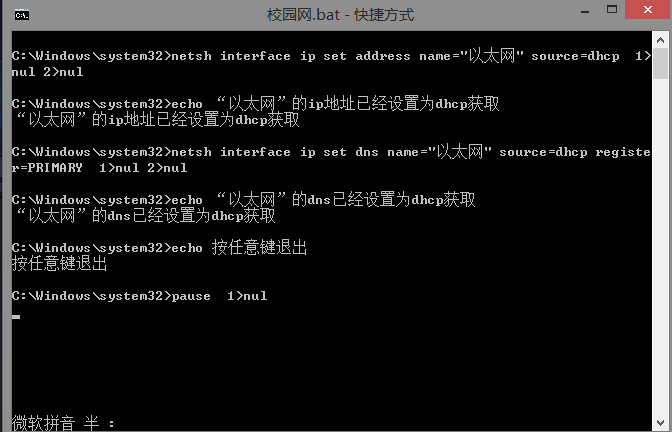 校园网.bat - 快捷方式
C:\Windows\system32>netsh interface ip set address name="以太网" source=dhcp  1>
nul 2>nul
C:\Windows\system32>echo “以太网”的ip地址已经设置为dhcp获取
“以太网”的ip地址已经设置为dhcp获取
C:\Windows\system32>netsh interface ip set dns name="以太网" source=dhcp registe
r=PRIMARY  1>nul 2>nul
C:\Windows\system32>echo “以太网”的dns已经设置为dhcp获取
“以太网”的dns已经设置为dhcp获取
C:\Windows\system32>echo 按任意键退出
按任意键退出
C:\Windows\system32>pause  1>nul
微软拼音 半 :